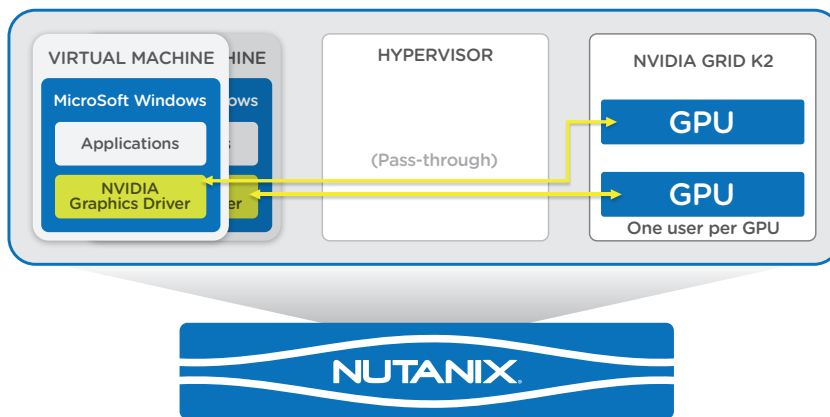 VIRTUAL MACHINE
HINE
MicroSoft Windows
ows
Applications
s
NVIDIA
Graphics Driver
er
HYPERVISOR
(Pass-through)
NVIDIA GRID K2
GPU
GPU
One user per GPU
NUTANIX.